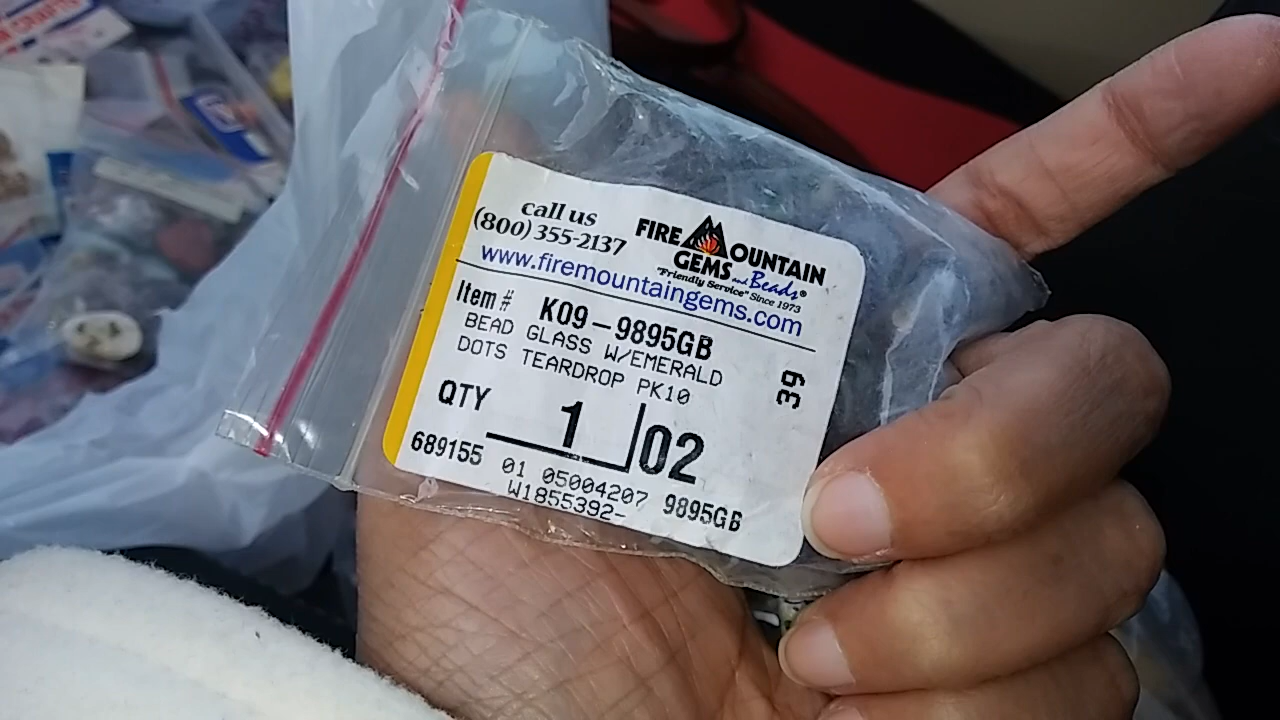 call us
(800) 355-2137
FIRE MOUNTAIN
GEMS and Beads®
"Friendly Service" Since 1973
www.firemountaingems.com
Item # K09-9895GB
BEAD GLASS W/EMERALD
DOTS TEARDROP PK10
39
QTY 1 02
689155 01 05004207 9895GB
W1855392-